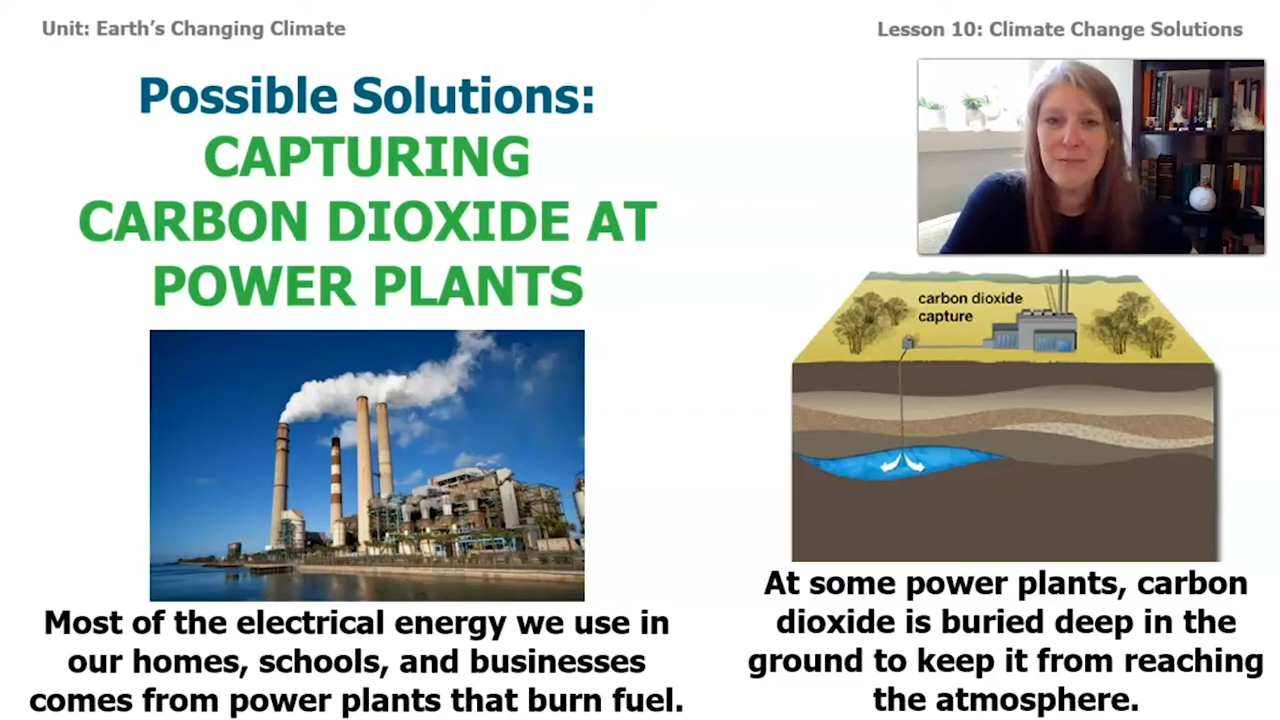 Unit: Earth's Changing Climate
Lesson 10: Climate Change Solutions
Possible Solutions:
CAPTURING
CARBON DIOXIDE AT
POWER PLANTS
carbon dioxide
capture
Most of the electrical energy we use in
our homes, schools, and businesses
comes from power plants that burn fuel.
At some power plants, carbon
dioxide is buried deep in the
ground to keep it from reaching
the atmosphere.